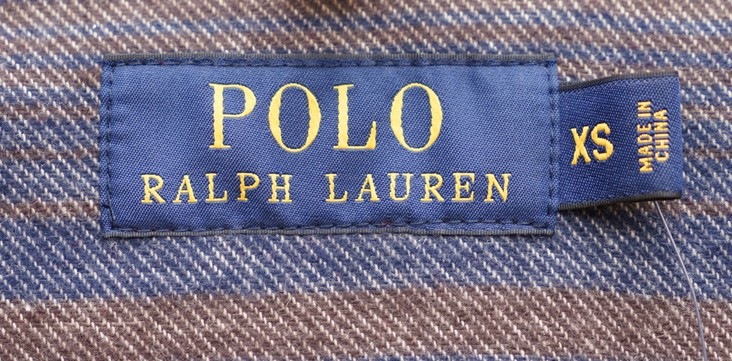 POLO
RALPH LAUREN
XS
MADE IN
CHINA